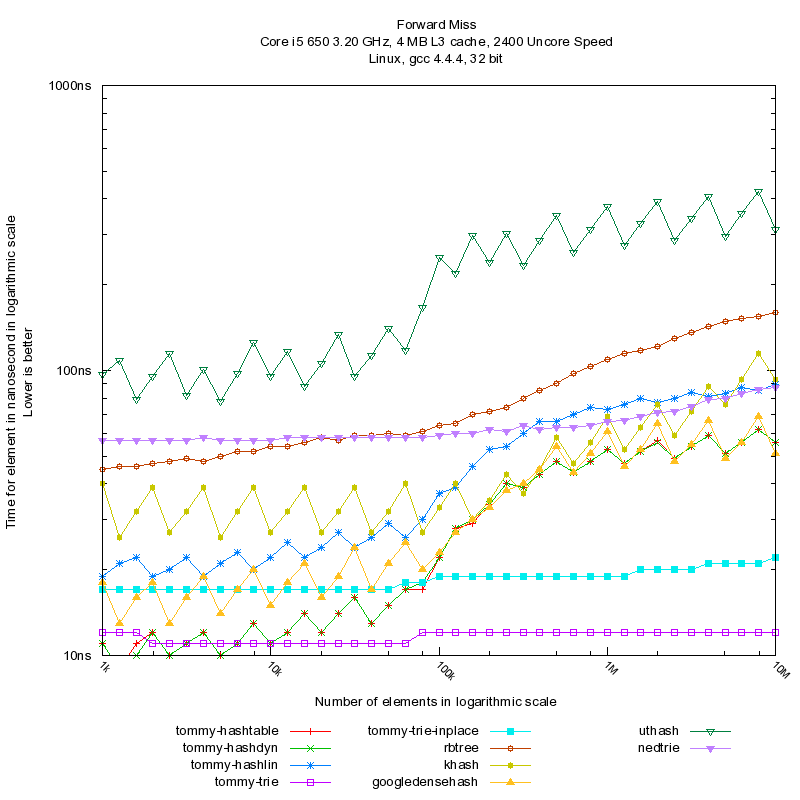 Forward Miss
Core i5 650 3.20 GHz, 4 MB L3 cache, 2400 Uncore Speed
Linux, gcc 4.4.4, 32 bit
1000ns
100ns
10ns
Time for element in nanosecond in logarithmic scale
Lower is better
1k
10k
100k
1M
10M
Number of elements in logarithmic scale
tommy-hashtable
tommy-hashdyn
tommy-hashlin
tommy-trie
tommy-trie-inplace
rbtree
khash
googledensehash
uthash
nedtrie